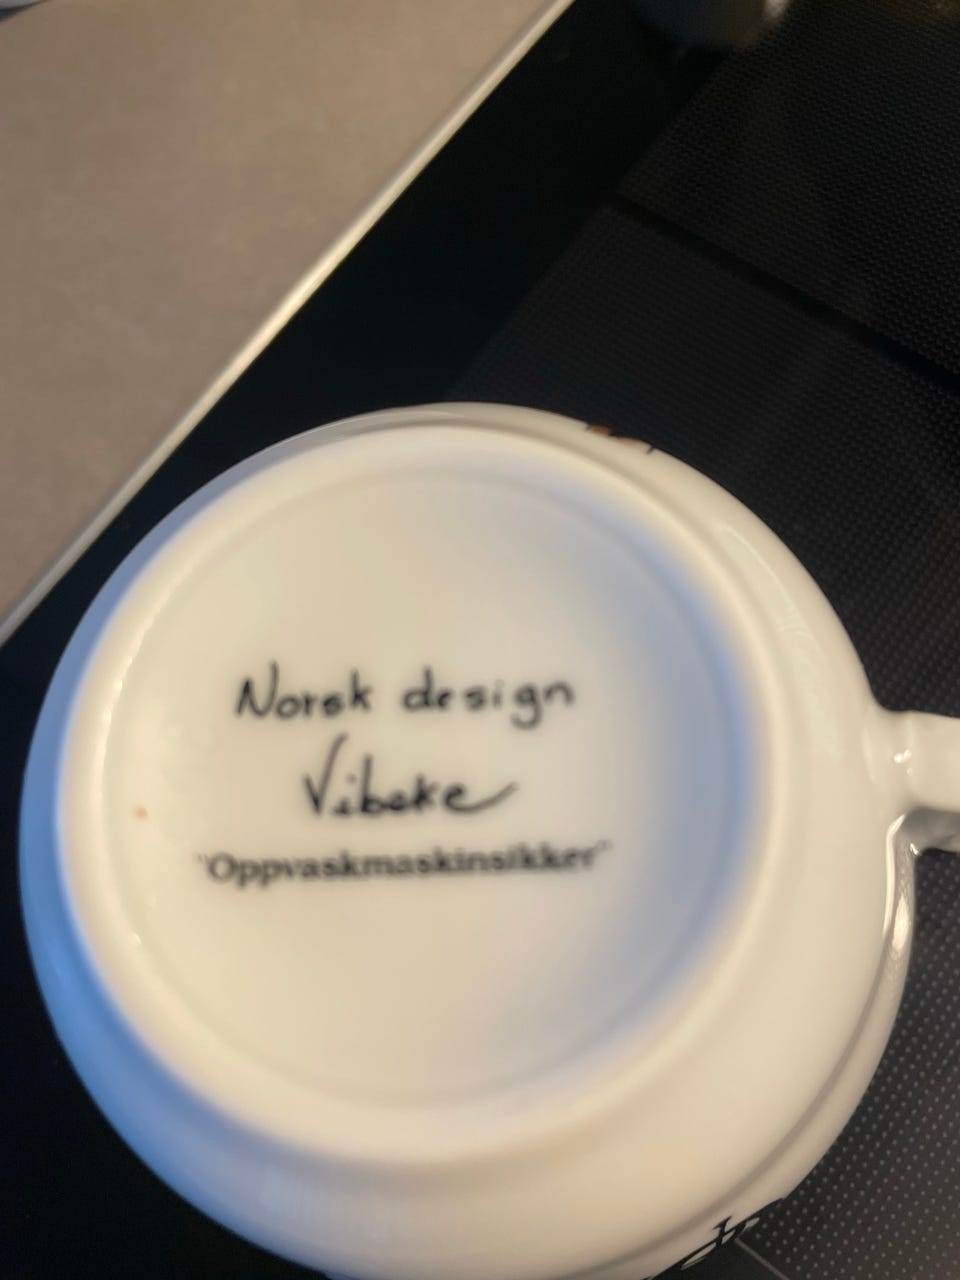 Norsk design
Vibeke
"Oppvaskmaskinsikker"